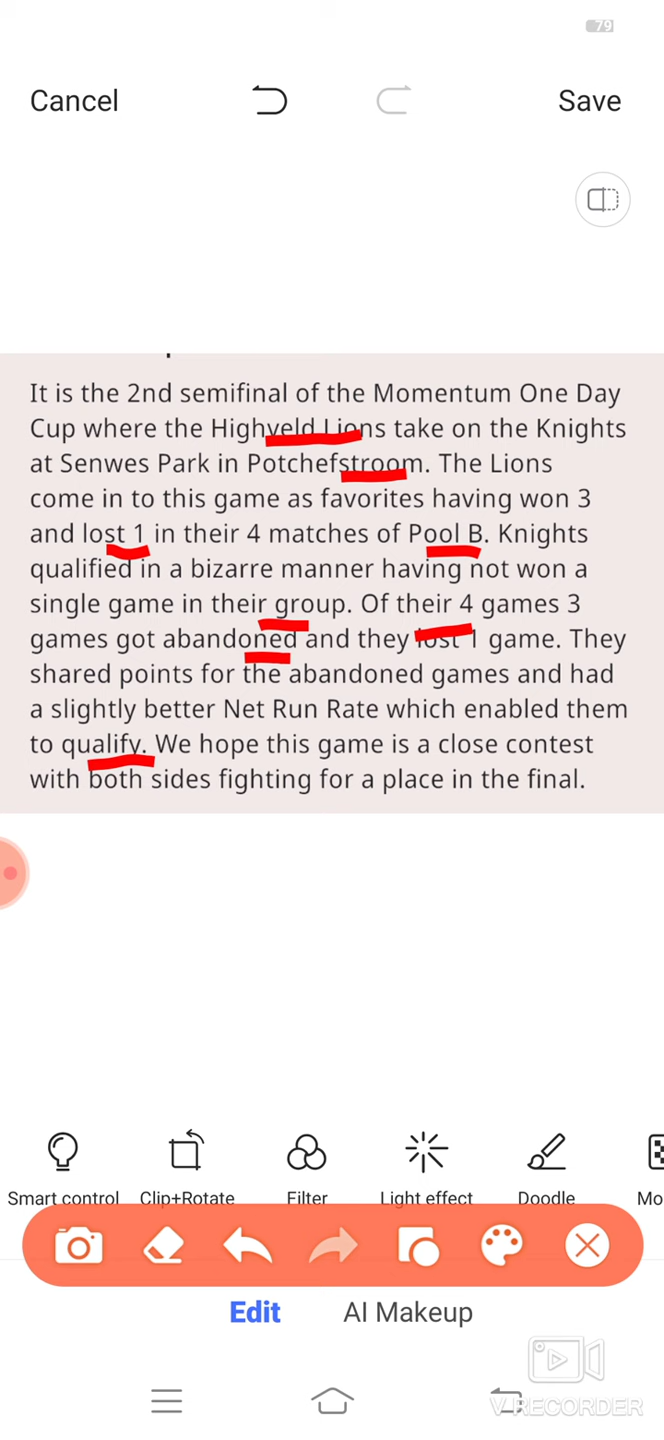 79
Cancel
Save
It is the 2nd semifinal of the Momentum One Day
Cup where the Highveld Lions take on the Knights
at Senwes Park in Potchefstroom. The Lions
come in to this game as favorites having won 3
and lost 1 in their 4 matches of Pool B. Knights
qualified in a bizarre manner having not won a
single game in their group. Of their 4 games 3
games got abandoned and they lost 1 game. They
shared points for the abandoned games and had
a slightly better Net Run Rate which enabled them
to qualify. We hope this game is a close contest
with both sides fighting for a place in the final.
Smart control Clip+Rotate Filter Light effect Doodle Mo
Edit AI Makeup
V RECORDER